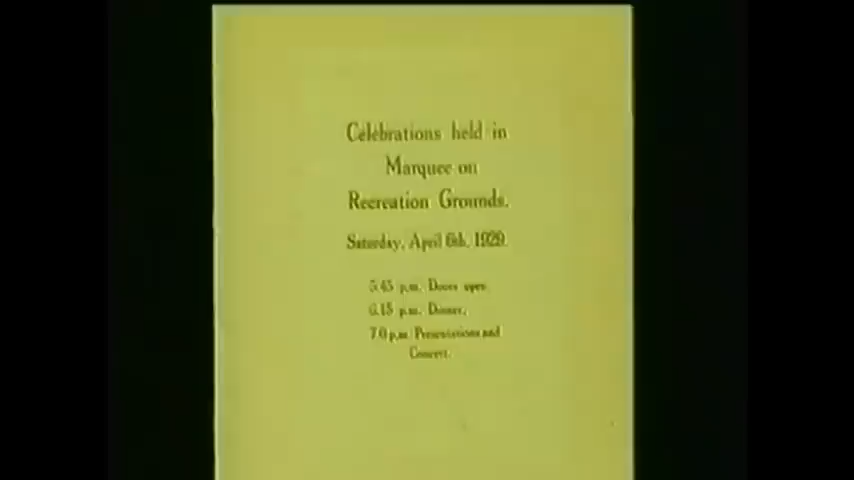 Celebrations held in
Marquee on
Recreation Grounds.
Saturday, April 6th, 1929.
5.45 p.m. Doors open
6.15 p.m. Dinner.
7.0 p.m. Presentations and
Concert.